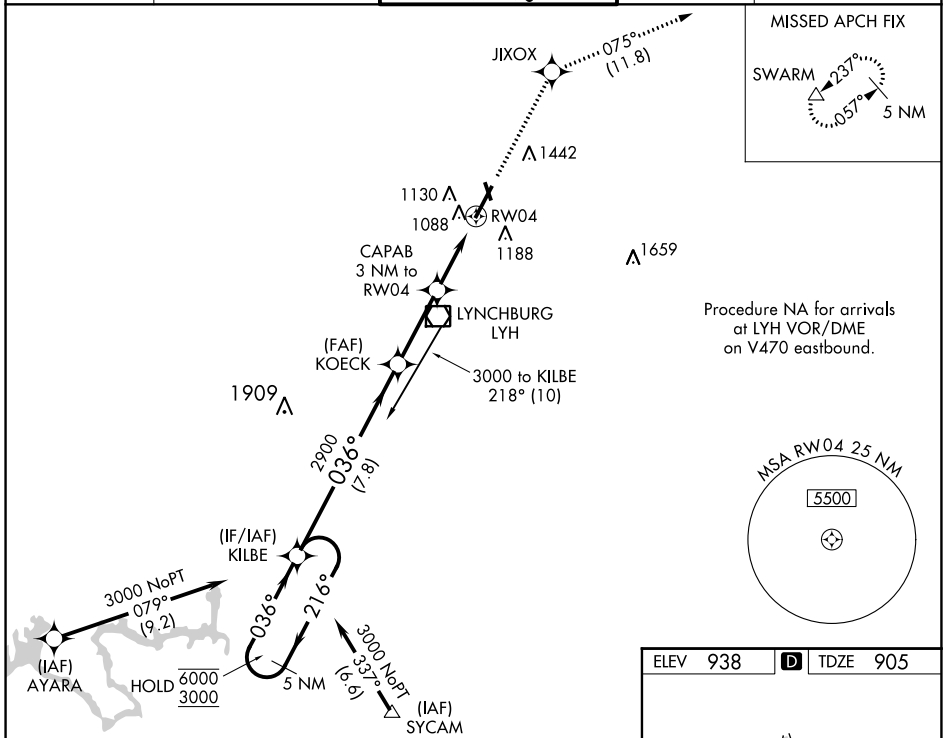 MISSED APCH FIX
SWARM
237°
057°
5 NM
JIXOX
075°
(11.8)
1442
1130
1088
RW04
1188
1659
CAPAB
3 NM to
RW04
LYNCHBURG
LYH
Procedure NA for arrivals
at LYH VOR/DME
on V470 eastbound.
(FAF)
KOECK
3000 to KILBE
218° (10)
1909
2900
036°
(7.8)
MSA RW04 25 NM
5500
(IF/IAF)
KILBE
3000 NoPT
079°
(9.2)
036°
216°
3000 NoPT
337°
(6.6)
(IAF)
AYARA
HOLD
6000
3000
5 NM
(IAF)
SYCAM
ELEV 938 D TDZE 905